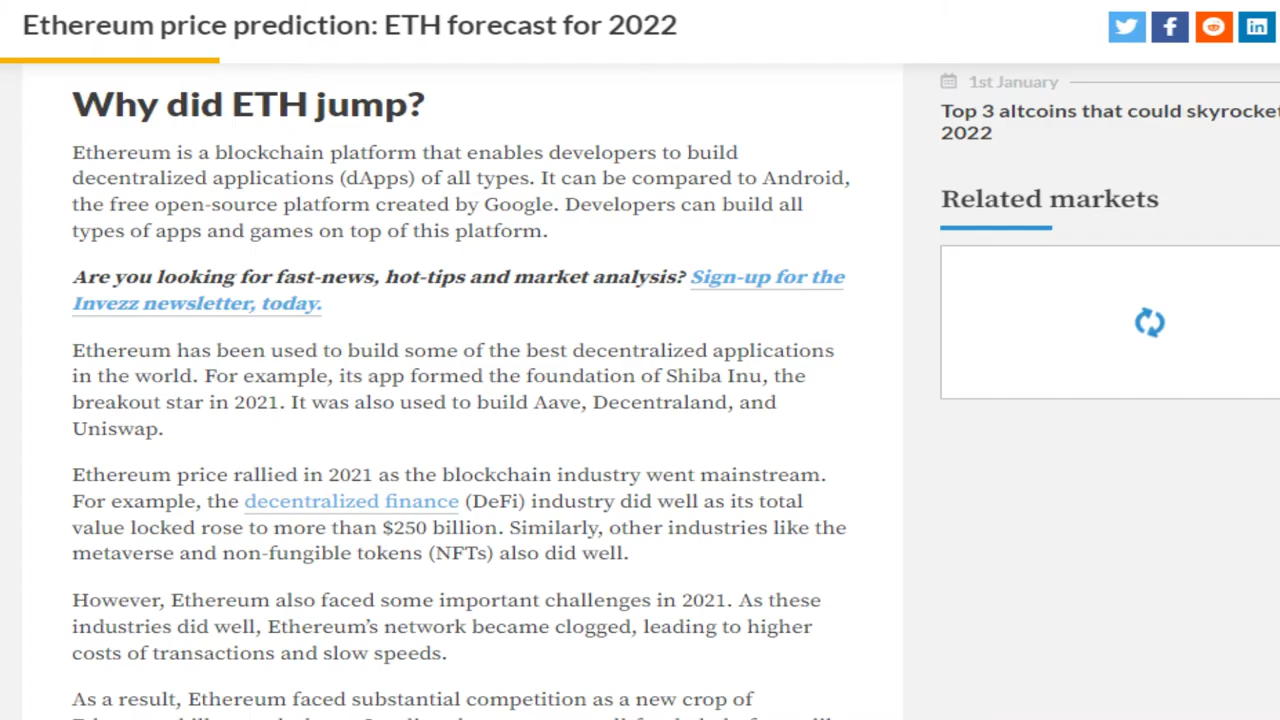 Ethereum price prediction: ETH forecast for 2022
Why did ETH jump?
Ethereum is a blockchain platform that enables developers to build
decentralized applications (dApps) of all types. It can be compared to Android,
the free open-source platform created by Google. Developers can build all
types of apps and games on top of this platform.
Are you looking for fast-news, hot-tips and market analysis? Sign-up for the
Invezz newsletter, today.
Ethereum has been used to build some of the best decentralized applications
in the world. For example, its app formed the foundation of Shiba Inu, the
breakout star in 2021. It was also used to build Aave, Decentraland, and
Uniswap.
Ethereum price rallied in 2021 as the blockchain industry went mainstream.
For example, the decentralized finance (DeFi) industry did well as its total
value locked rose to more than $250 billion. Similarly, other industries like the
metaverse and non-fungible tokens (NFTs) also did well.
However, Ethereum also faced some important challenges in 2021. As these
industries did well, Ethereum's network became clogged, leading to higher
costs of transactions and slow speeds.
As a result, Ethereum faced substantial competition as a new crop of
1st January
Top 3 altcoins that could skyrocket
2022
Related markets